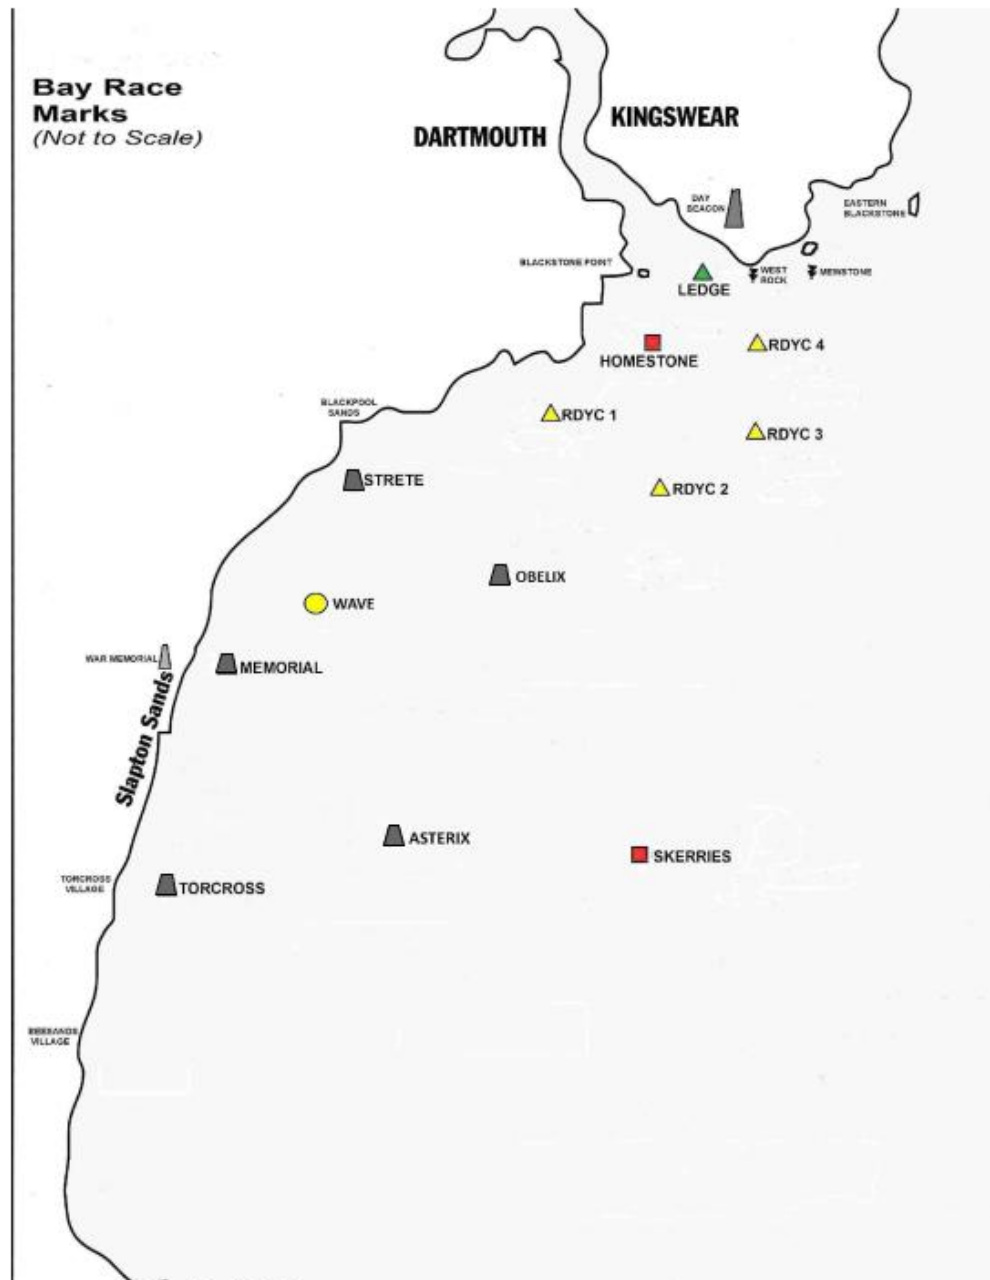 Bay Race
Marks
(Not to Scale)
DARTMOUTH
KINGSWEAR
DAY
BEACON
EASTERN
BLACKSTONE
BLACKSTONE POINT
LEDGE
WEST
ROCK
MEWSTONE
HOMESTONE
RDYC 4
BLACKPOOL
SANDS
RDYC 1
RDYC 3
STRETE
RDYC 2
OBELIX
WAVE
WAR MEMORIAL
MEMORIAL
Slapton Sands
ASTERIX
SKERRIES
TORCROSS
VILLAGE
TORCROSS
BEESANDS
VILLAGE